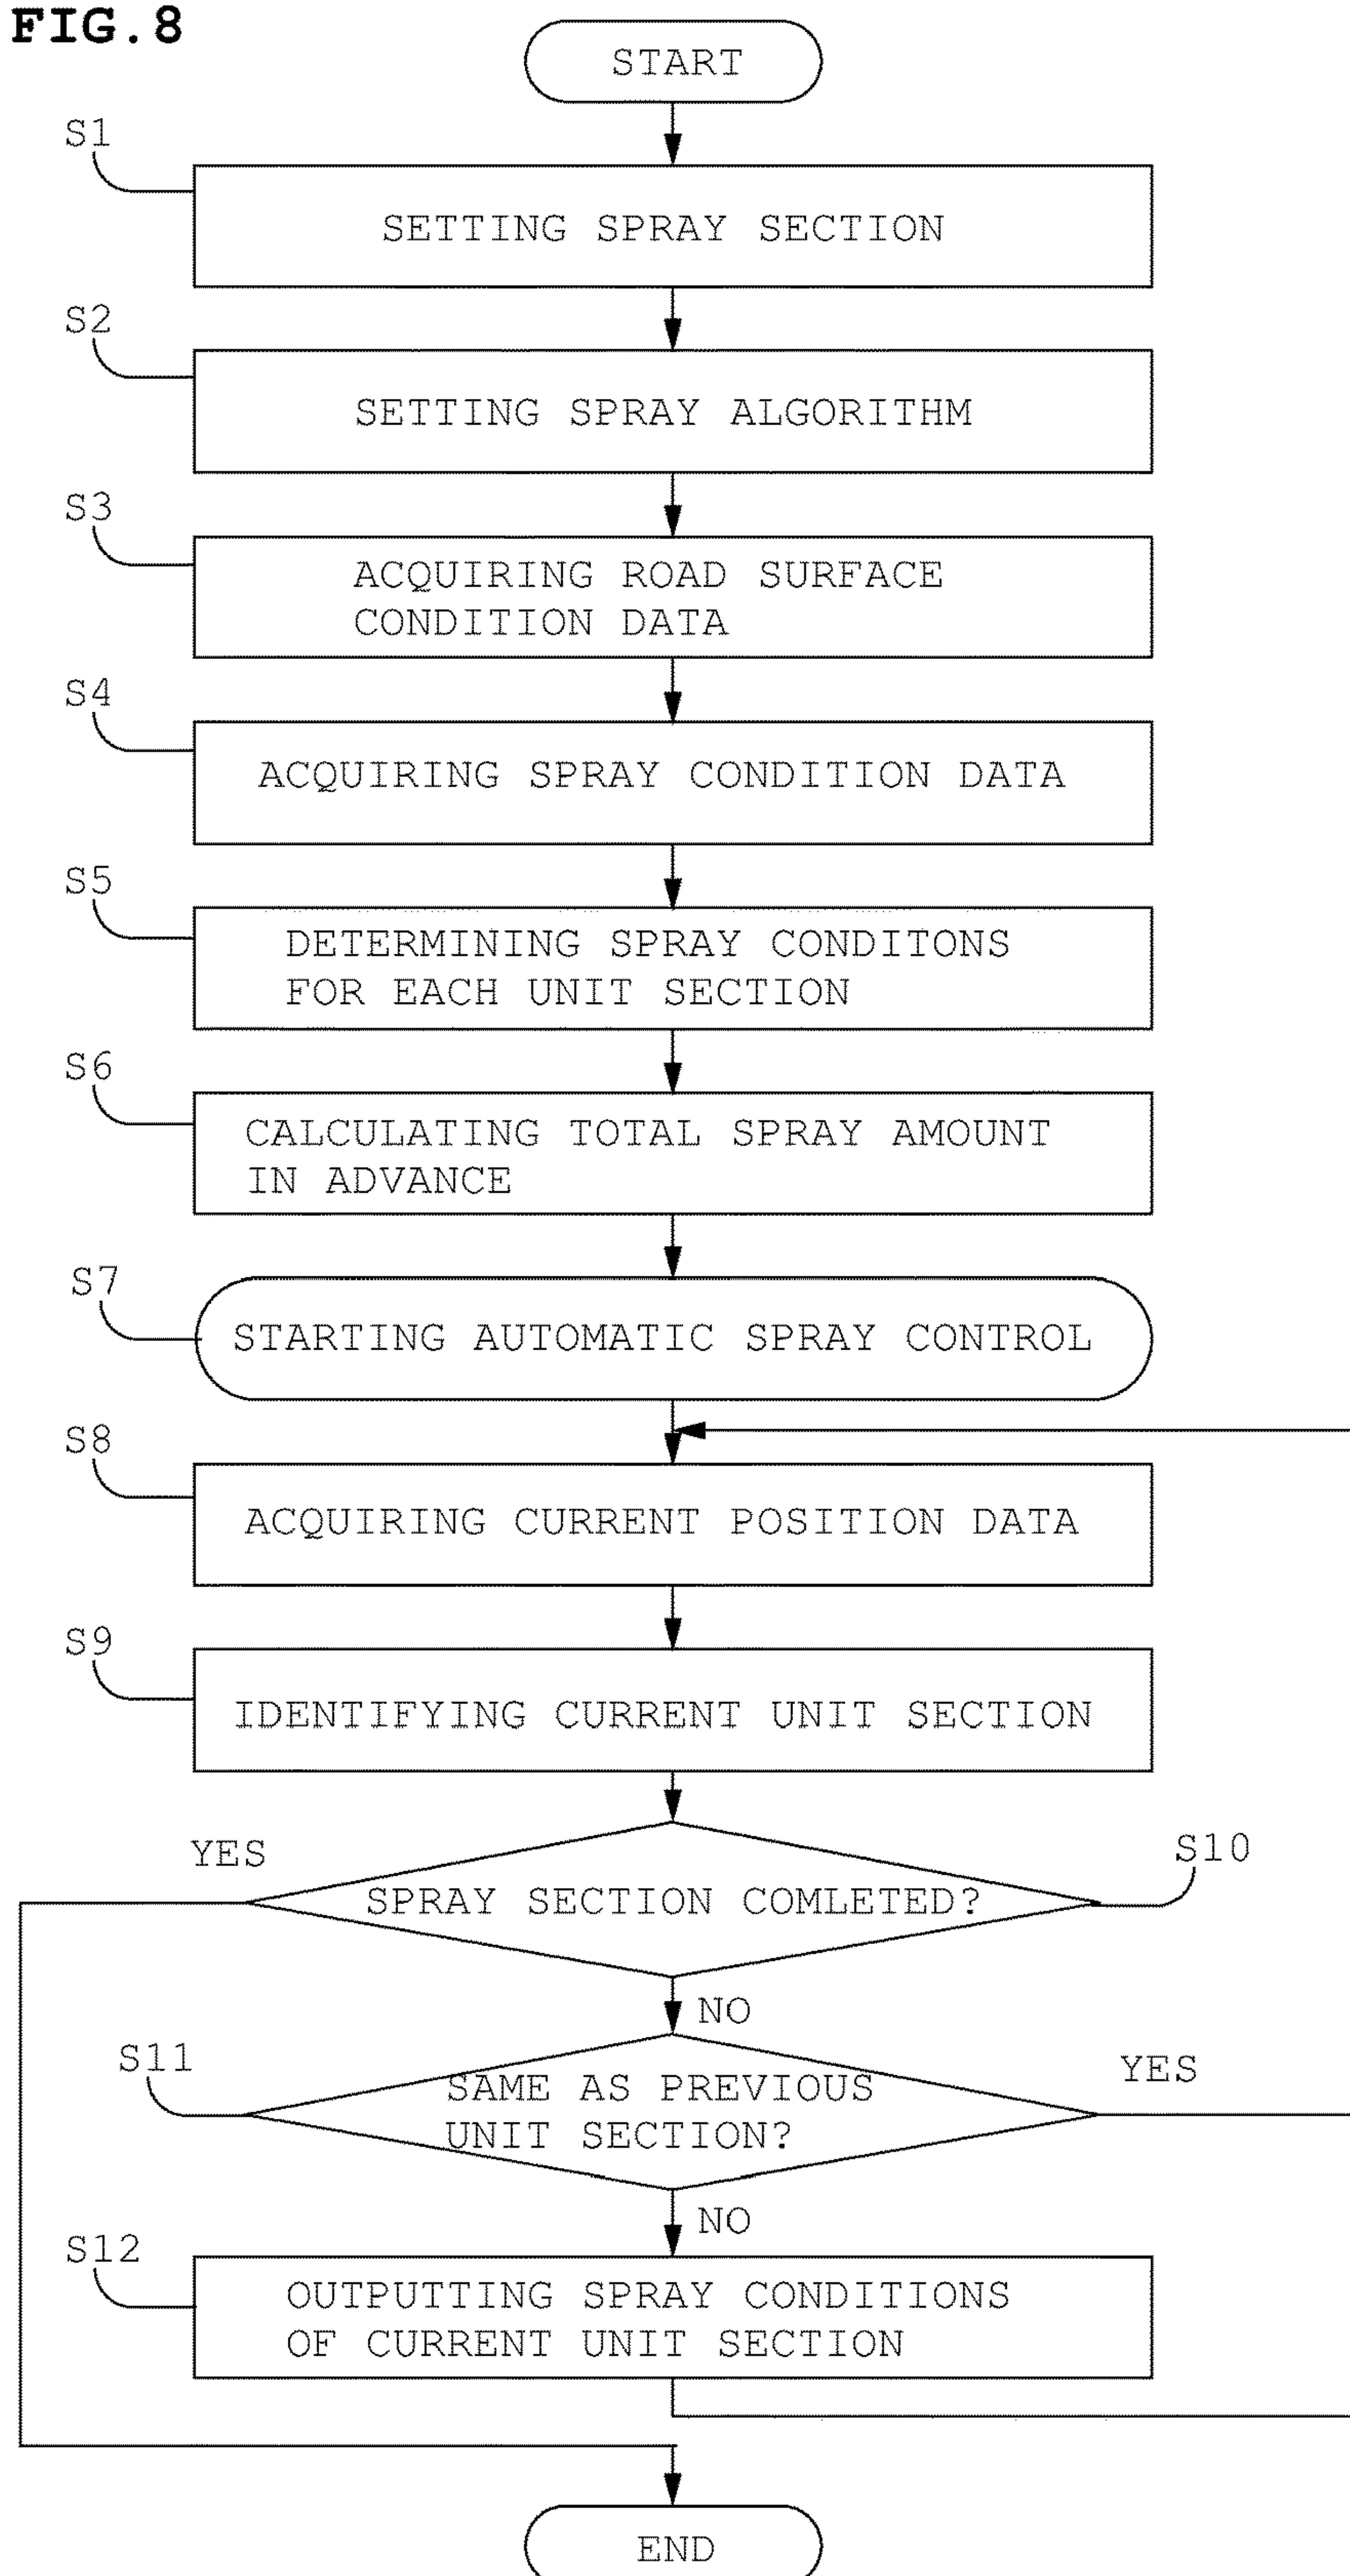 FIG.8
START
S1
SETTING SPRAY SECTION
S2
SETTING SPRAY ALGORITHM
S3
ACQUIRING ROAD SURFACE
CONDITION DATA
S4
ACQUIRING SPRAY CONDITION DATA
S5
DETERMINING SPRAY CONDITONS
FOR EACH UNIT SECTION
S6
CALCULATING TOTAL SPRAY AMOUNT
IN ADVANCE
S7
STARTING AUTOMATIC SPRAY CONTROL
S8
ACQUIRING CURRENT POSITION DATA
S9
IDENTIFYING CURRENT UNIT SECTION
YES
S10
SPRAY SECTION COMLETED?
NO
S11
YES
SAME AS PREVIOUS
UNIT SECTION?
NO
S12
OUTPUTTING SPRAY CONDITIONS
OF CURRENT UNIT SECTION
END